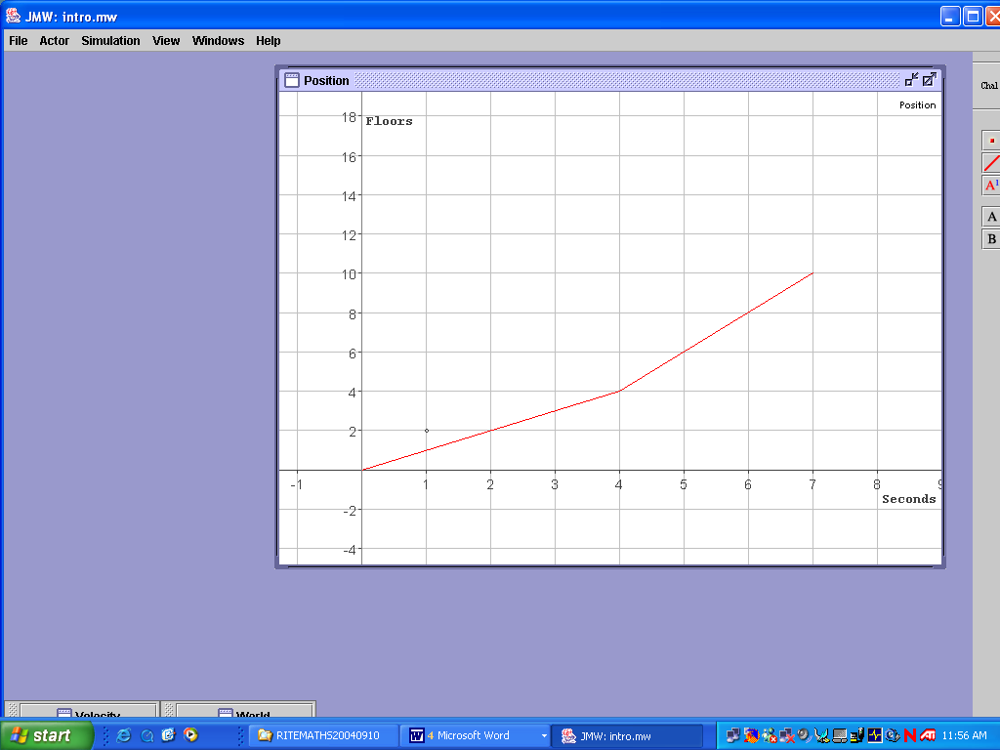 JMW: intro.mw
File Actor Simulation View Windows Help
Position
Position
Chal
18
Floors
16
14
12
10
8
6
4
2
-2
-4
-1 1 2 3 4 5 6 7 8 9
Seconds
A¹
A
B
Velocity World
start RITEMATHS20040910 4 Microsoft Word JMW: intro.mw 11:56 AM